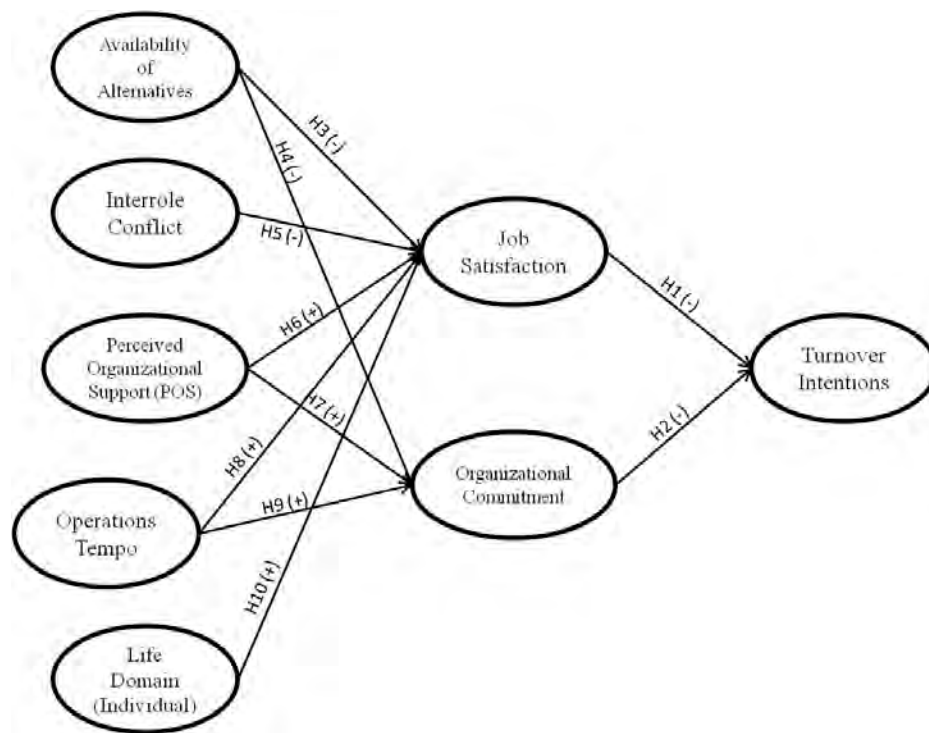 Availability
of
Alternatives
H3 (-)
H4 (-)
Interrole
Conflict
H5 (-)
Job
Satisfaction
H1 (-)
H6 (+)
Perceived
Organizational
Support (POS)
Turnover
Intentions
H7 (+)
H2 (-)
H8 (+)
Organizational
Commitment
H9 (+)
Operations
Tempo
H10 (+)
Life
Domain
(Individual)